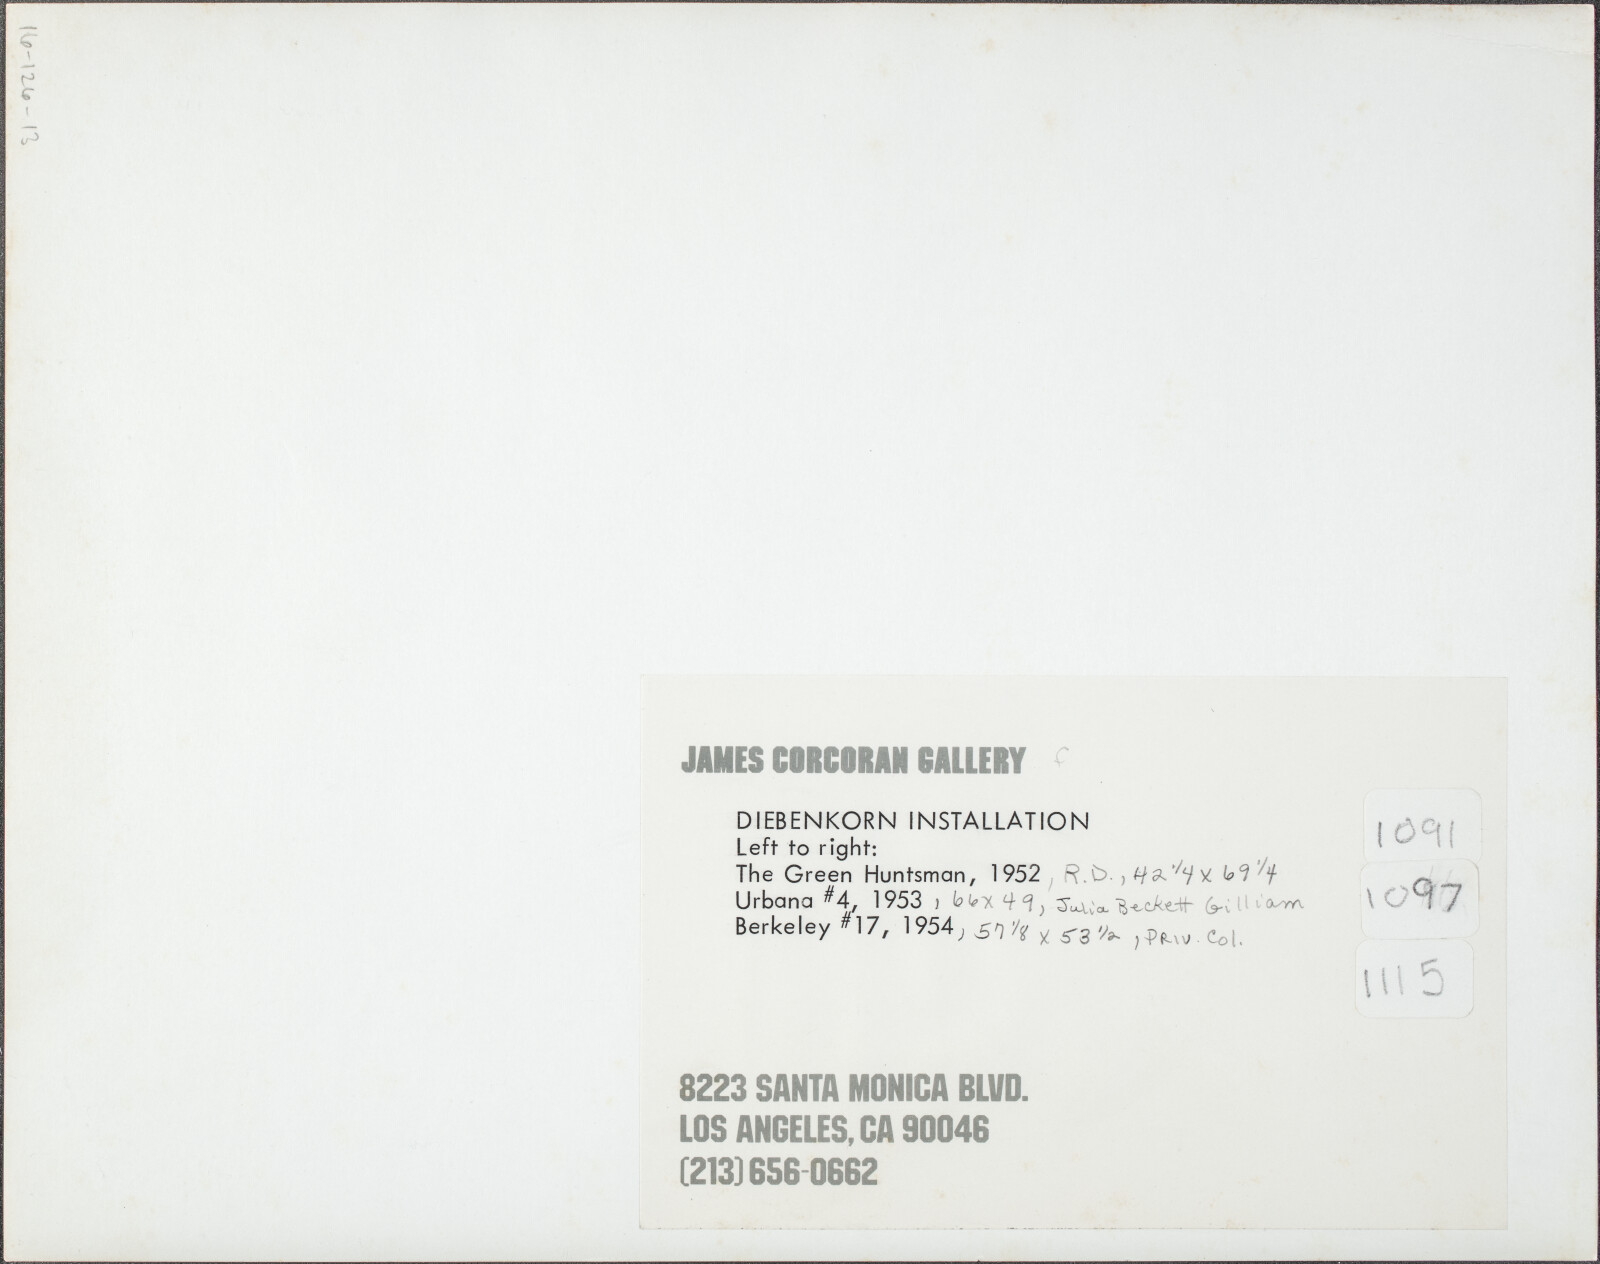 16-126-13
JAMES CORCORAN GALLERY f
DIEBENKORN INSTALLATION
Left to right:
The Green Huntsman, 1952, R.D., 42 1/4 x 69 1/4
Urbana #4, 1953, 66x49, Julia Beckett Gilliam
Berkeley #17, 1954, 57 1/8 x 53 1/2, Priv. Col.
1091
1097
1115
8223 SANTA MONICA BLVD.
LOS ANGELES, CA 90046
(213) 656-0662